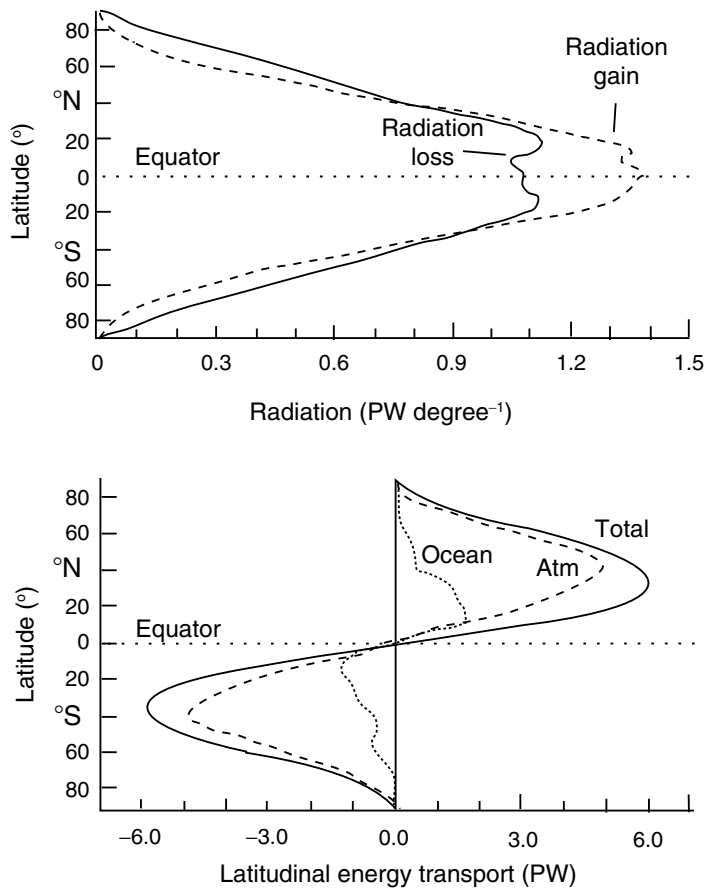 80
60
°N
20
0
20
°S
60
80
Latitude (°)
Equator
Radiation
gain
Radiation
loss
0
0.3
0.6
0.9
1.2
1.5
Radiation (PW degree⁻¹)
80
60
°N
20
0
20
°S
60
80
Latitude (°)
Equator
Ocean
Atm
Total
−6.0
−3.0
0.0
3.0
6.0
Latitudinal energy transport (PW)